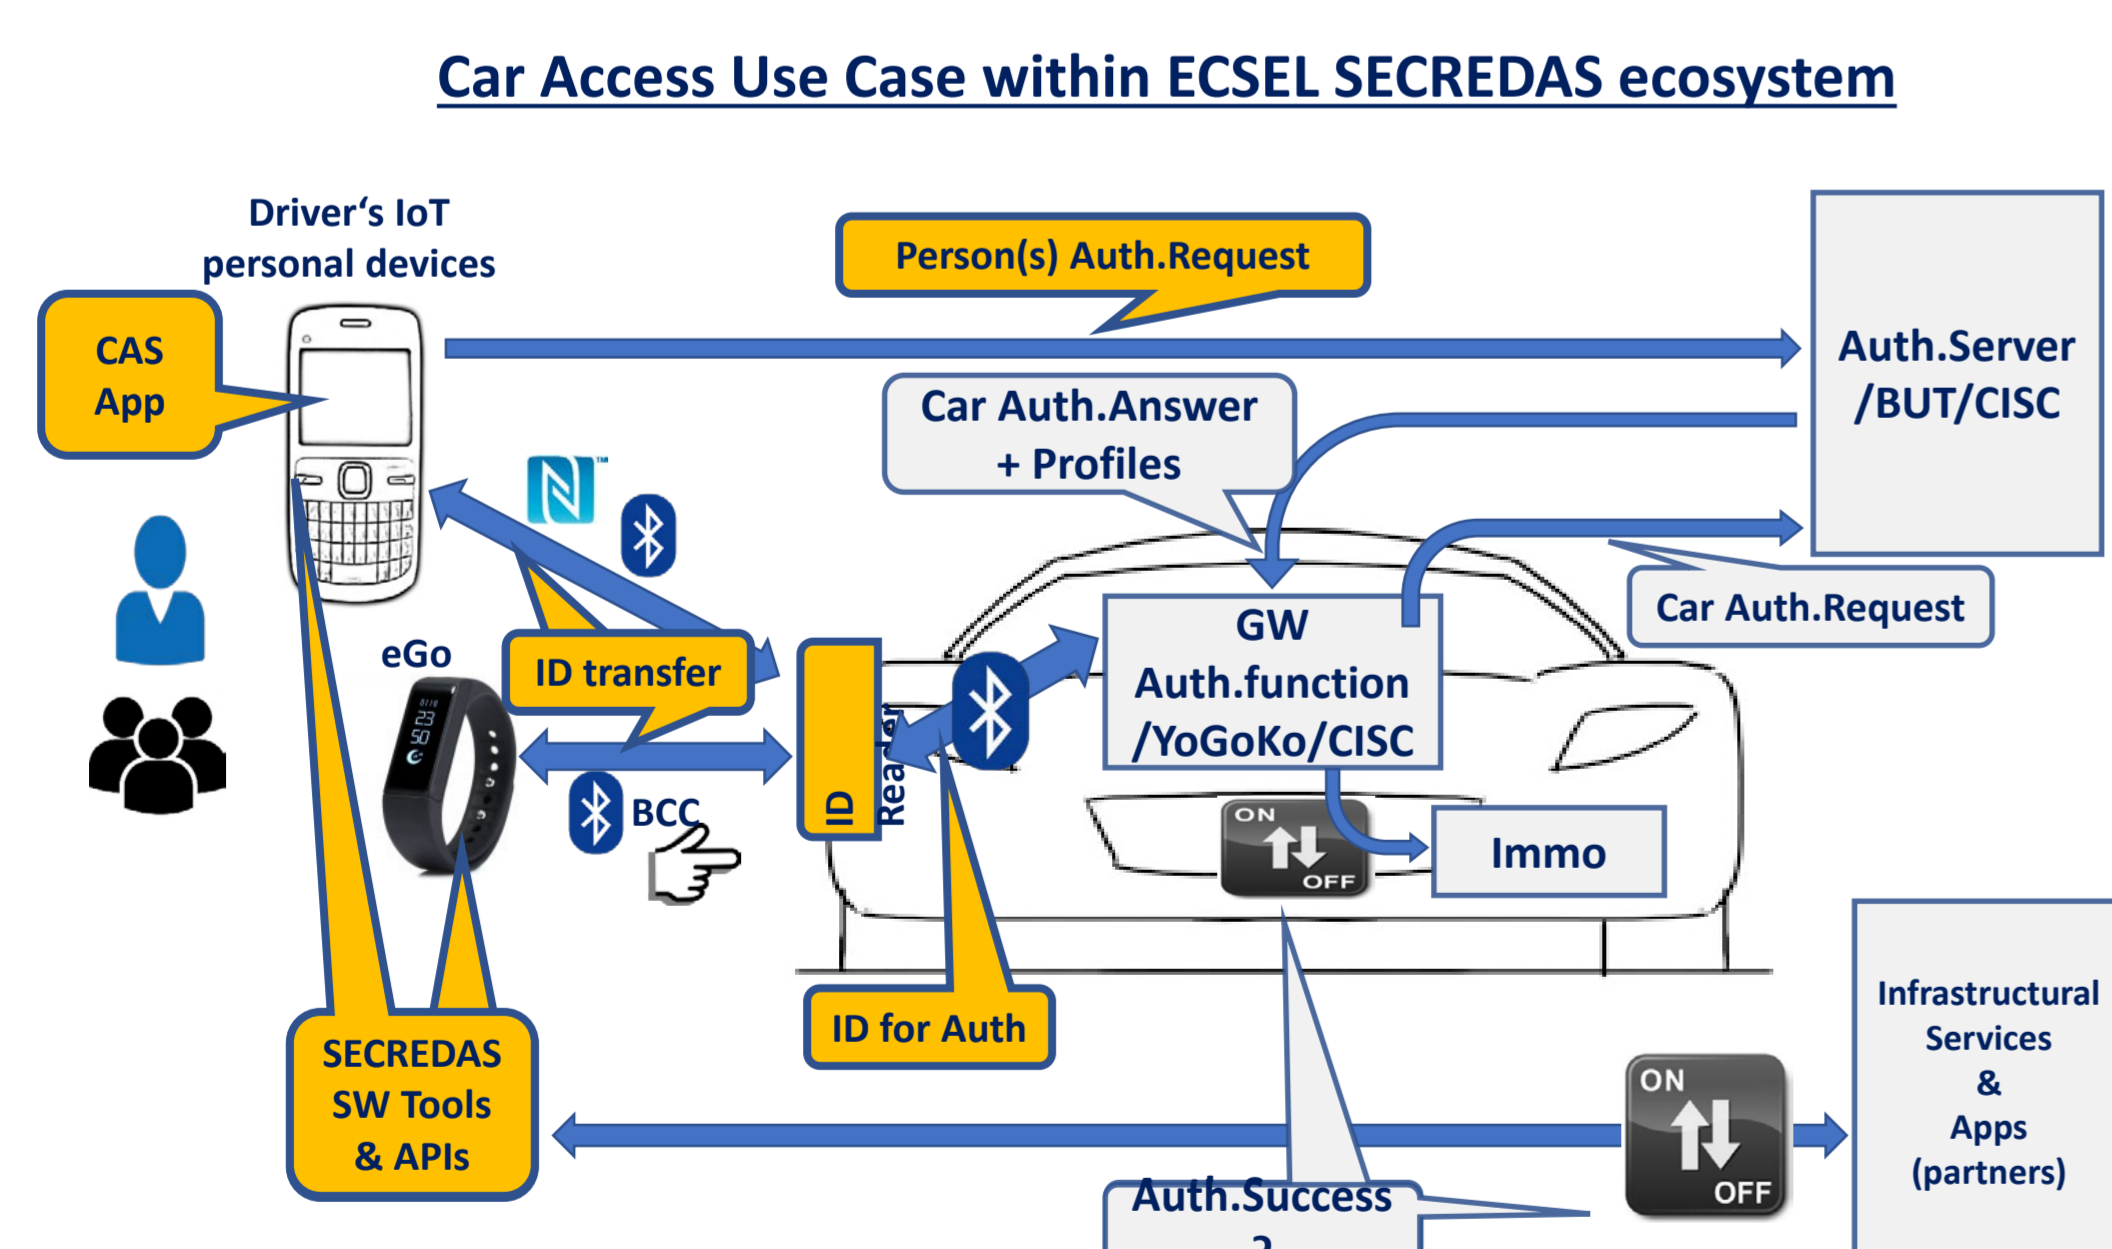 Car Access Use Case within ECSEL SECREDAS ecosystem
Driver‘s IoT
personal devices
CAS
App
Person(s) Auth.Request
Auth.Server
/BUT/CISC
Car Auth.Answer
+ Profiles
Car Auth.Request
TM
eGo
ID transfer
BCC
ID
Reader
GW
Auth.function
/YoGoKo/CISC
ON
OFF
Immo
ID for Auth
SECREDAS
SW Tools
& APIs
Infrastructural
Services
&
Apps
(partners)
ON
OFF
Auth.Success
?